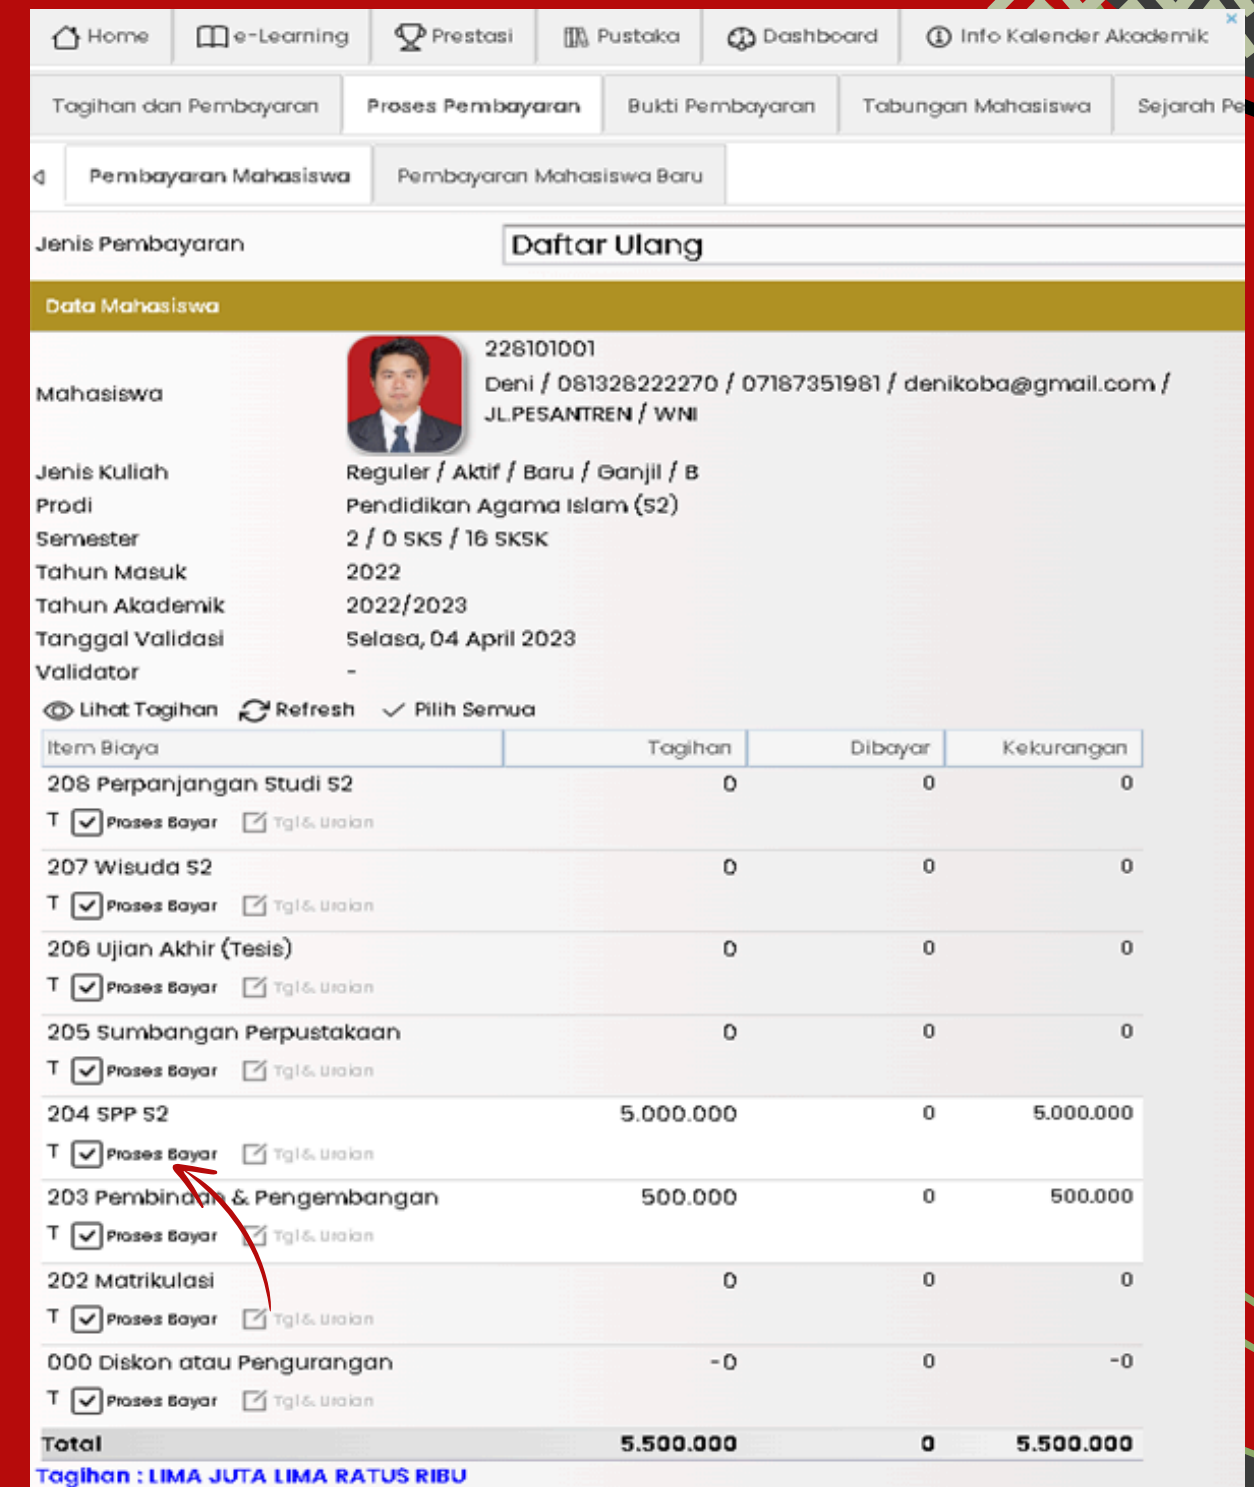 Home e-Learning Prestasi Pustaka Dashboard Info Kalender Akademik
Tagihan dan Pembayaran Proses Pembayaran Bukti Pembayaran Tabungan Mahasiswa Sejarah
Pembayaran Mahasiswa Pembayaran Mahasiswa Baru
Jenis Pembayaran Daftar Ulang
Data Mahasiswa
228101001
Mahasiswa Deni / 081328222270 / 07187351981 / denikoba@gmail.com /
JL.PESANTREN / WNI
Jenis Kuliah Reguler / Aktif / Baru / Ganjil / B
Prodi Pendidikan Agama Islam (S2)
Semester 2 / 0 SKS / 16 SKSK
Tahun Masuk 2022
Tahun Akademik 2022/2023
Tanggal Validasi Selasa, 04 April 2023
Validator -
Lihat Tagihan Refresh Pilih Semua
Item Biaya Tagihan Dibayar Kekurangan
208 Perpanjangan Studi S2 0 0 0
T Proses Bayar Tgl & Uraian
207 Wisuda S2 0 0 0
T Proses Bayar Tgl & Uraian
206 Ujian Akhir (Tesis) 0 0 0
T Proses Bayar Tgl & Uraian
205 Sumbangan Perpustakaan 0 0 0
T Proses Bayar Tgl & Uraian
204 SPP S2 5.000.000 0 5.000.000
T Proses Bayar Tgl & Uraian
203 Pembinaan & Pengembangan 500.000 0 500.000
T Proses Bayar Tgl & Uraian
202 Matrikulasi 0 0 0
T Proses Bayar Tgl & Uraian
000 Diskon atau Pengurangan -0 0 -0
T Proses Bayar Tgl & Uraian
Total 5.500.000 0 5.500.000
Tagihan : LIMA JUTA LIMA RATUS RIBU